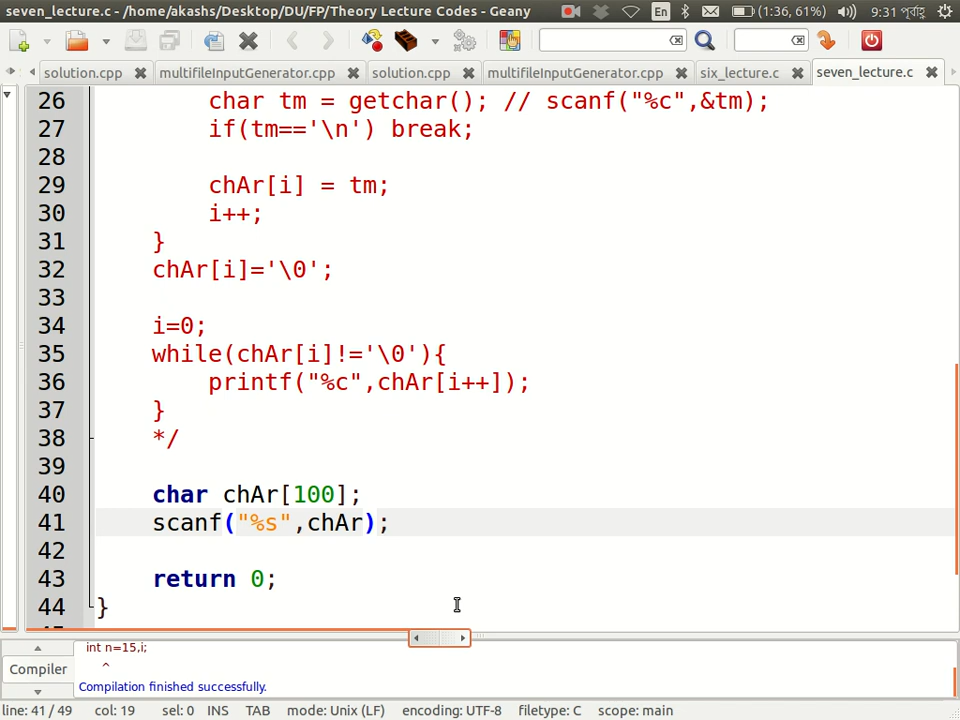 seven_lecture.c - /home/akashs/Desktop/DU/FP/Theory Lecture Codes - Geany
En (1:36, 61%) 9:31 পূর্বাহ্ণ
solution.cpp multifileInputGenerator.cpp solution.cpp multifileInputGenerator.cpp six_lecture.c seven_lecture.c
26 char tm = getchar(); // scanf("%c",&tm);
27 if(tm=='\n') break;
28
29 chAr[i] = tm;
30 i++;
31 }
32 chAr[i]='\0';
33
34 i=0;
35 while(chAr[i]!='\0'){
36 printf("%c",chAr[i++]);
37 }
38 */
39
40 char chAr[100];
41 scanf("%s",chAr);
42
43 return 0;
44 }
int n=15,i;
^
Compiler
Compilation finished successfully.
line: 41 / 49 col: 19 sel: 0 INS TAB mode: Unix (LF) encoding: UTF-8 filetype: C scope: main